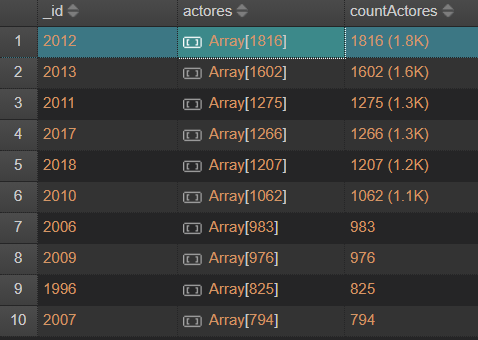 _id actores countActores
1 2012 Array[1816] 1816 (1.8K)
2 2013 Array[1602] 1602 (1.6K)
3 2011 Array[1275] 1275 (1.3K)
4 2017 Array[1266] 1266 (1.3K)
5 2018 Array[1207] 1207 (1.2K)
6 2010 Array[1062] 1062 (1.1K)
7 2006 Array[983] 983
8 2009 Array[976] 976
9 1996 Array[825] 825
10 2007 Array[794] 794